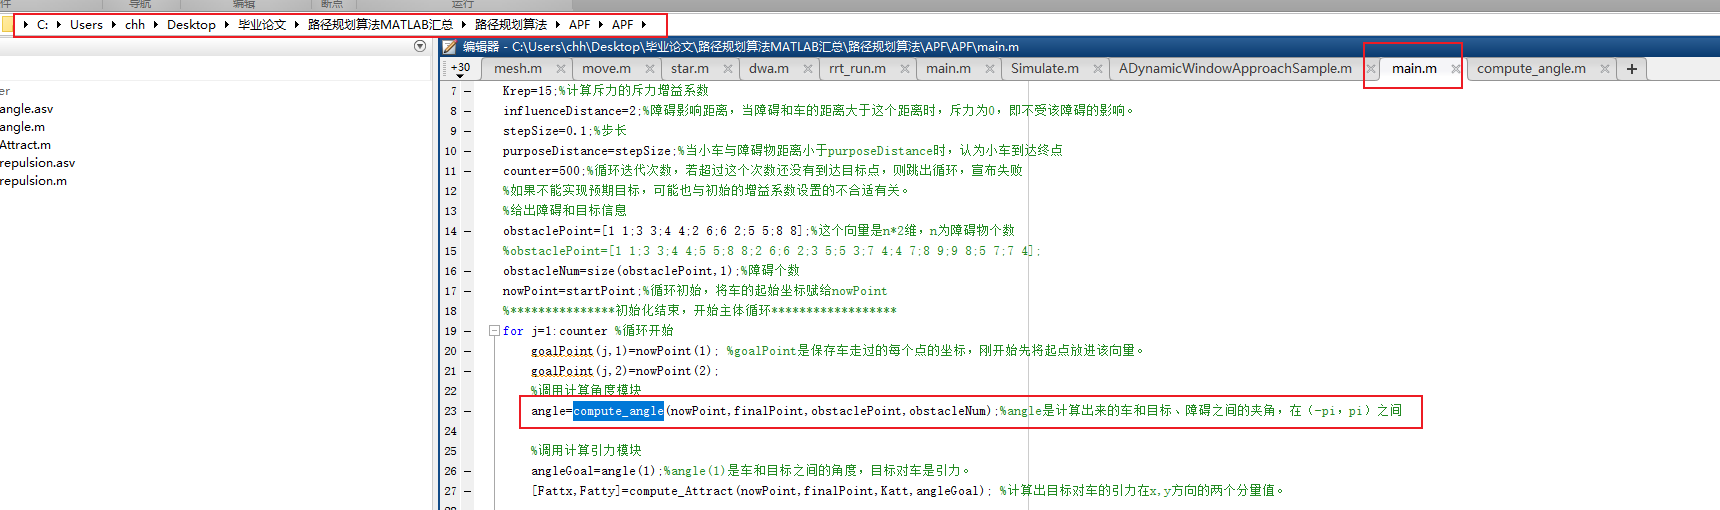 导航
编辑
断点
运行
C: Users chh Desktop 毕业论文 路径规划算法MATLAB汇总 路径规划算法 APF APF
编辑器 - C:\Users\chh\Desktop\毕业论文\路径规划算法MATLAB汇总\路径规划算法\APF\APF\main.m
+30 mesh.m move.m star.m dwa.m rrt_run.m main.m Simulate.m ADynamicWindowApproachSample.m main.m compute_angle.m
er
angle.asv
angle.m
Attract.m
repulsion.asv
repulsion.m
7 Krep=15;%计算斥力的斥力增益系数
8 influenceDistance=2;%障碍影响距离，当障碍和车的距离大于这个距离时，斥力为0，即不受该障碍的影响。
9 stepSize=0.1;%步长
10 purposeDistance=stepSize;%当小车与障碍物距离小于purposeDistance时，认为小车到达终点
11 counter=500;%循环迭代次数，若超过这个次数还没有到达目标点，则跳出循环，宣布失败
12 %如果不能实现预期目标，可能也与初始的增益系数设置的不合适有关。
13 %给出障碍和目标信息
14 obstaclePoint=[1 1;3 3;4 4;2 6;6 2;5 5;8 8];%这个向量是n*2维，n为障碍物个数
15 %obstaclePoint=[1 1;3 3;4 4;5 5;8 8;2 6;6 2;3 5;5 3;7 4;4 7;8 9;9 8;5 7;7 4];
16 obstacleNum=size(obstaclePoint,1);%障碍个数
17 nowPoint=startPoint;%循环初始，将车的起始坐标赋给nowPoint
18 %***************初始化结束，开始主体循环******************
19 for j=1:counter %循环开始
20 goalPoint(j,1)=nowPoint(1); %goalPoint是保存车走过的每个点的坐标，刚开始先将起点放进该向量。
21 goalPoint(j,2)=nowPoint(2);
22 %调用计算角度模块
23 angle=compute_angle(nowPoint,finalPoint,obstaclePoint,obstacleNum);%angle是计算出来的车和目标、障碍之间的夹角，在（-pi，pi）之间
24
25 %调用计算引力模块
26 angleGoal=angle(1);%angle(1)是车和目标之间的角度，目标对车是引力。
27 [Fattx,Fatty]=compute_Attract(nowPoint,finalPoint,Katt,angleGoal); %计算出目标对车的引力在x,y方向的两个分量值。